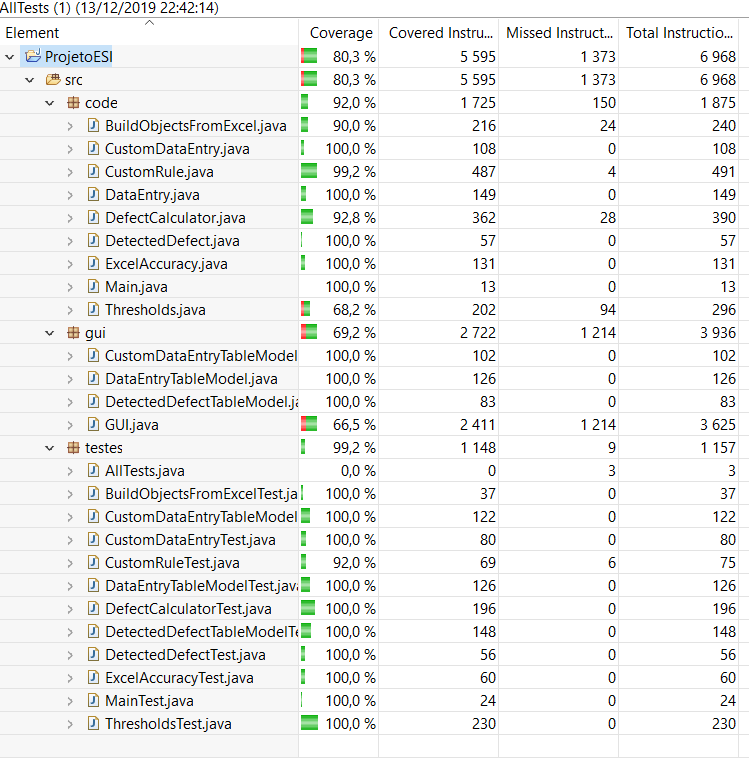 AllTests (1) (13/12/2019 22:42:14)
Element Coverage Covered Instru... Missed Instruct... Total Instructio...
ProjetoESI 80,3 % 5 595 1 373 6 968
src 80,3 % 5 595 1 373 6 968
code 92,0 % 1 725 150 1 875
BuildObjectsFromExcel.java 90,0 % 216 24 240
CustomDataEntry.java 100,0 % 108 0 108
CustomRule.java 99,2 % 487 4 491
DataEntry.java 100,0 % 149 0 149
DefectCalculator.java 92,8 % 362 28 390
DetectedDefect.java 100,0 % 57 0 57
ExcelAccuracy.java 100,0 % 131 0 131
Main.java 100,0 % 13 0 13
Thresholds.java 68,2 % 202 94 296
gui 69,2 % 2 722 1 214 3 936
CustomDataEntryTableModel 100,0 % 102 0 102
DataEntryTableModel.java 100,0 % 126 0 126
DetectedDefectTableModel.ja 100,0 % 83 0 83
GUI.java 66,5 % 2 411 1 214 3 625
testes 99,2 % 1 148 9 1 157
AllTests.java 0,0 % 0 3 3
BuildObjectsFromExcelTest.ja 100,0 % 37 0 37
CustomDataEntryTableModel 100,0 % 122 0 122
CustomDataEntryTest.java 100,0 % 80 0 80
CustomRuleTest.java 92,0 % 69 6 75
DataEntryTableModelTest.java 100,0 % 126 0 126
DefectCalculatorTest.java 100,0 % 196 0 196
DetectedDefectTableModelTe 100,0 % 148 0 148
DetectedDefectTest.java 100,0 % 56 0 56
ExcelAccuracyTest.java 100,0 % 60 0 60
MainTest.java 100,0 % 24 0 24
ThresholdsTest.java 100,0 % 230 0 230